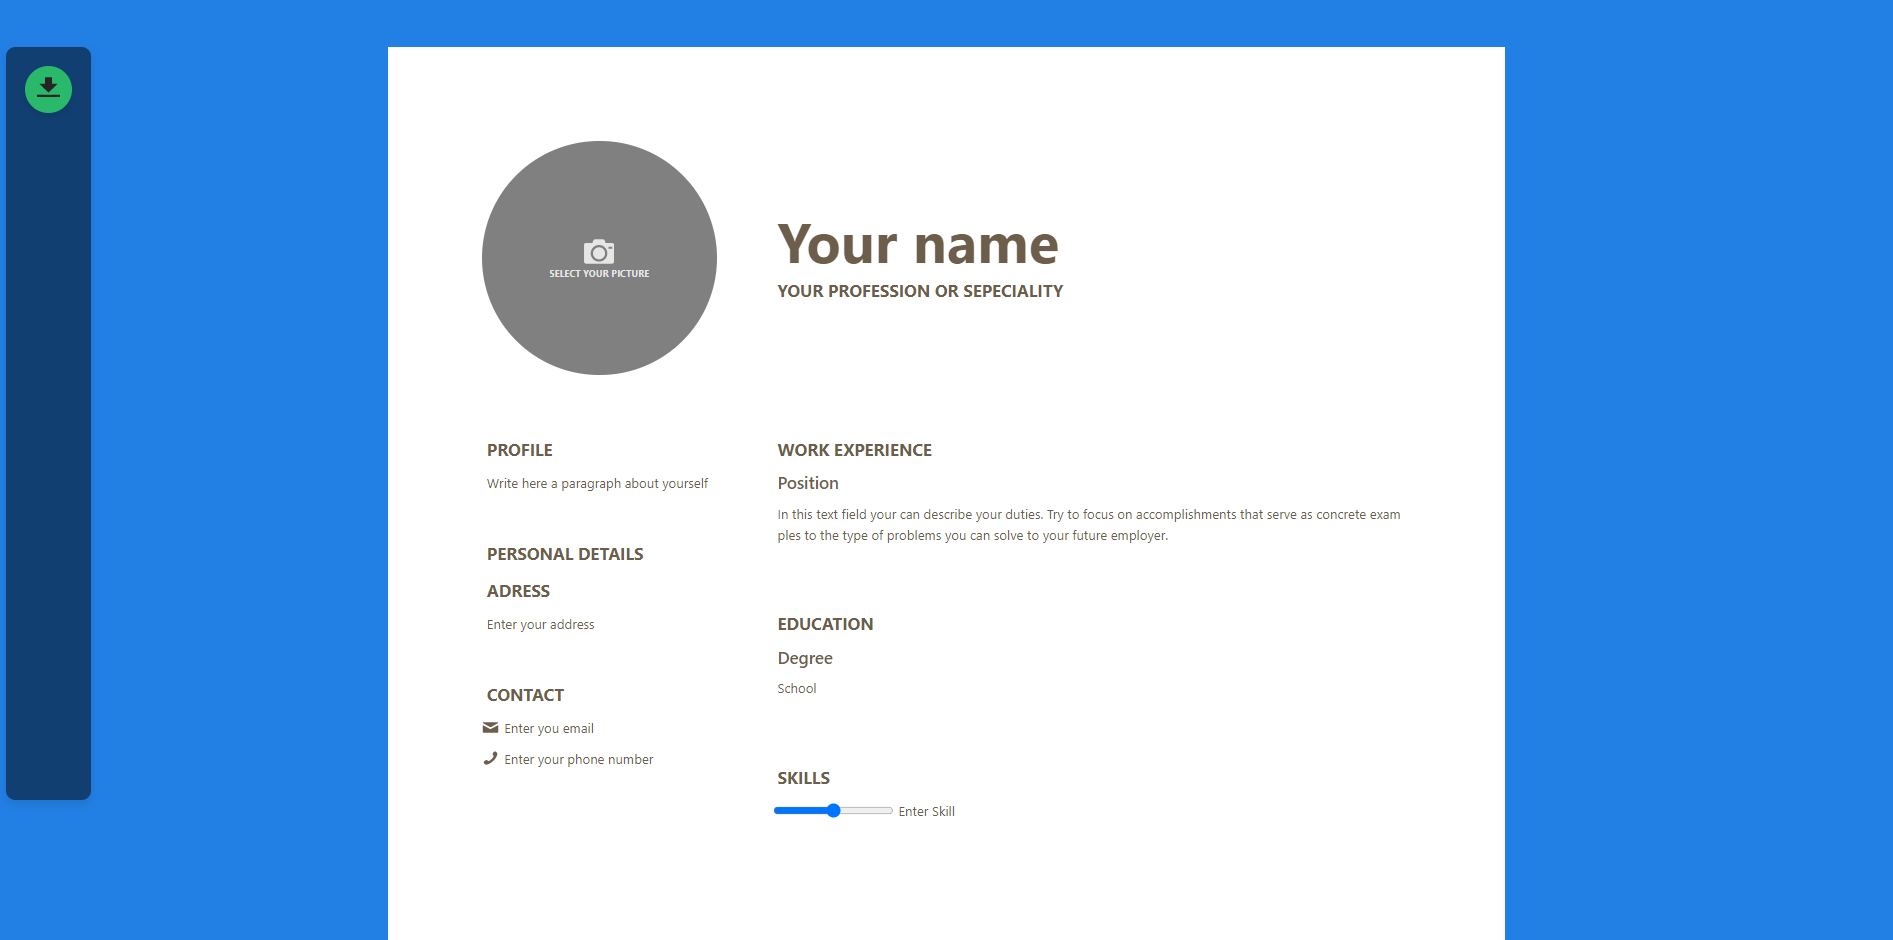 SELECT YOUR PICTURE
Your name
YOUR PROFESSION OR SEPECIALITY
PROFILE
Write here a paragraph about yourself
PERSONAL DETAILS
ADRESS
Enter your address
CONTACT
Enter you email
Enter your phone number
WORK EXPERIENCE
Position
In this text field your can describe your duties. Try to focus on accomplishments that serve as concrete exam
ples to the type of problems you can solve to your future employer.
EDUCATION
Degree
School
SKILLS
Enter Skill